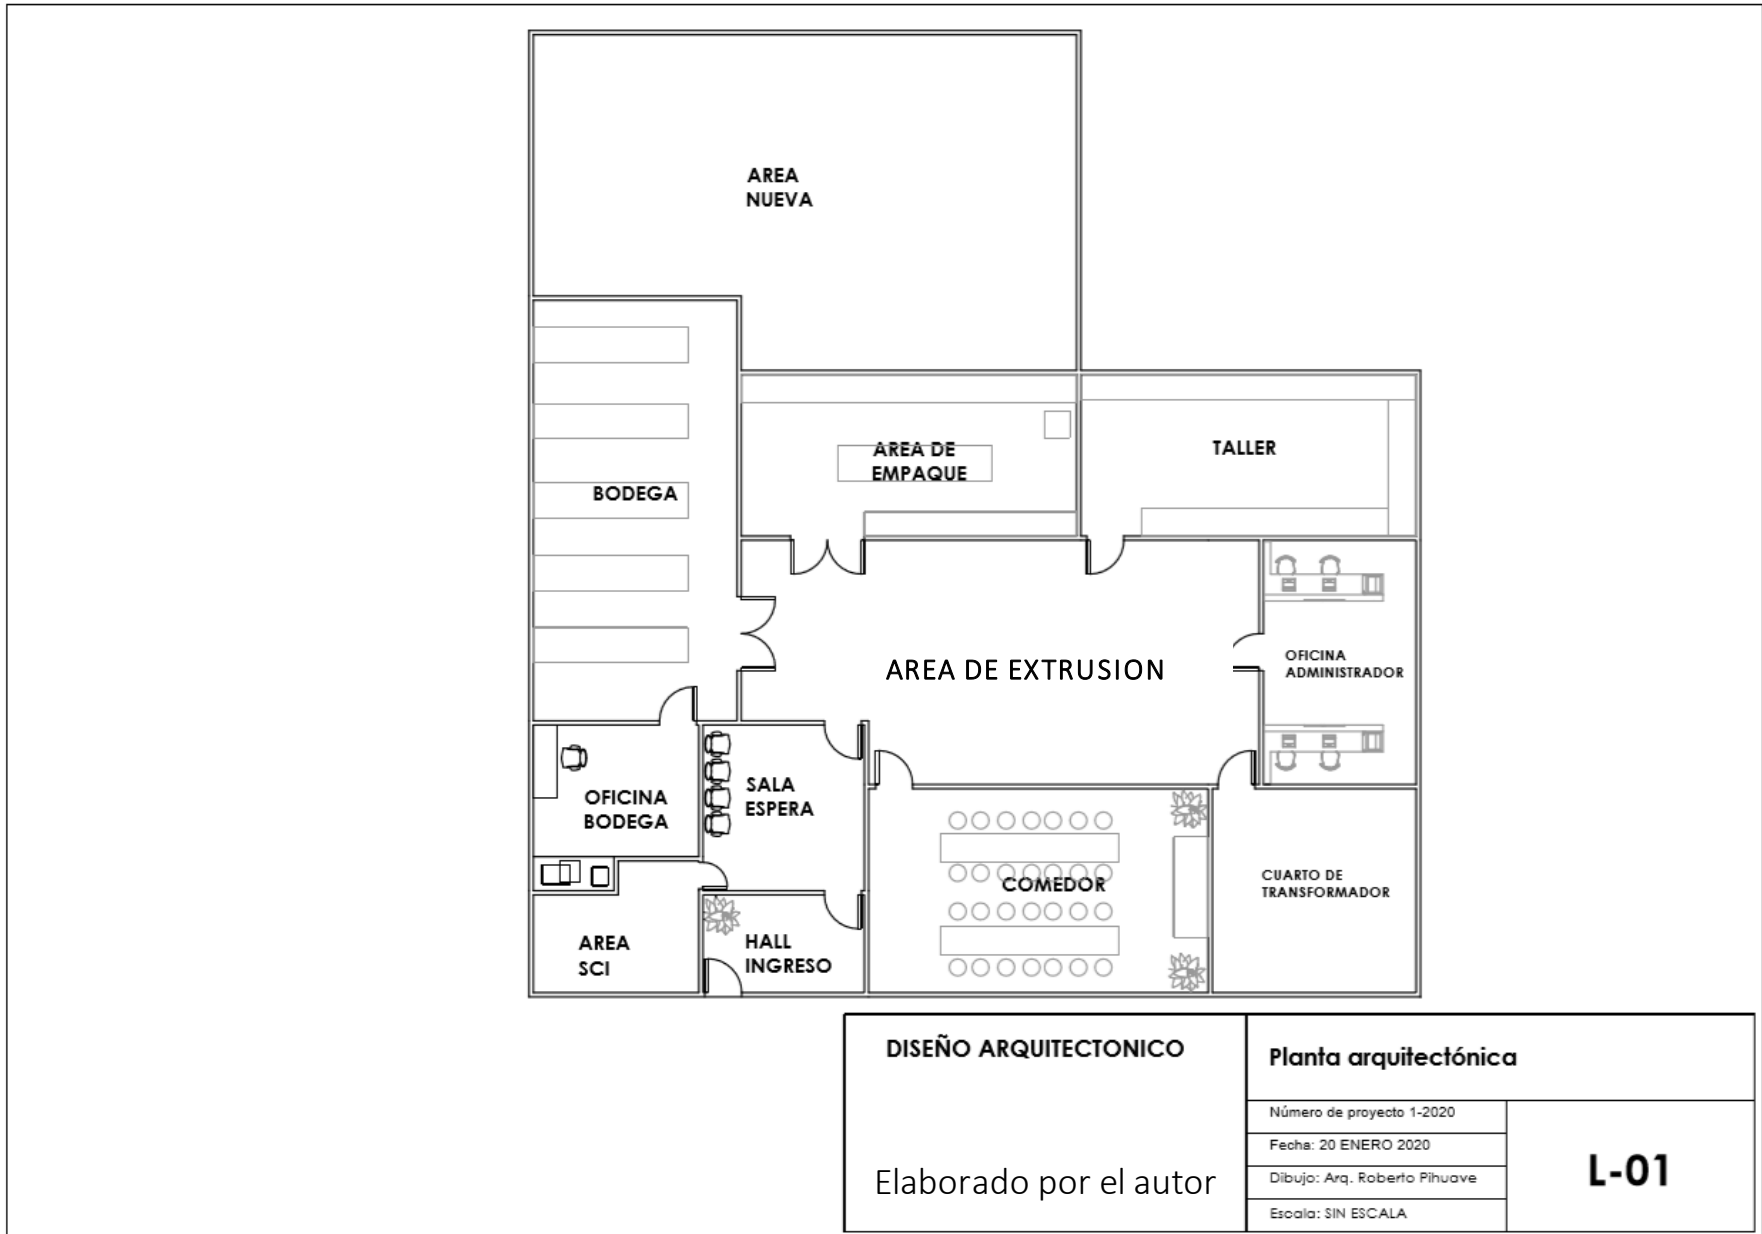 AREA
NUEVA
AREA DE
EMPAQUE
TALLER
BODEGA
OFICINA
ADMINISTRADOR
AREA DE EXTRUSION
OFICINA
BODEGA
SALA
ESPERA
COMEDOR
CUARTO DE
TRANSFORMADOR
AREA
SCI
HALL
INGRESO
DISEÑO ARQUITECTONICO
Elaborado por el autor
Planta arquitectónica
Número de proyecto 1-2020
Fecha: 20 ENERO 2020
Dibujo: Arq. Roberto Pihuave
Escala: SIN ESCALA
L-01